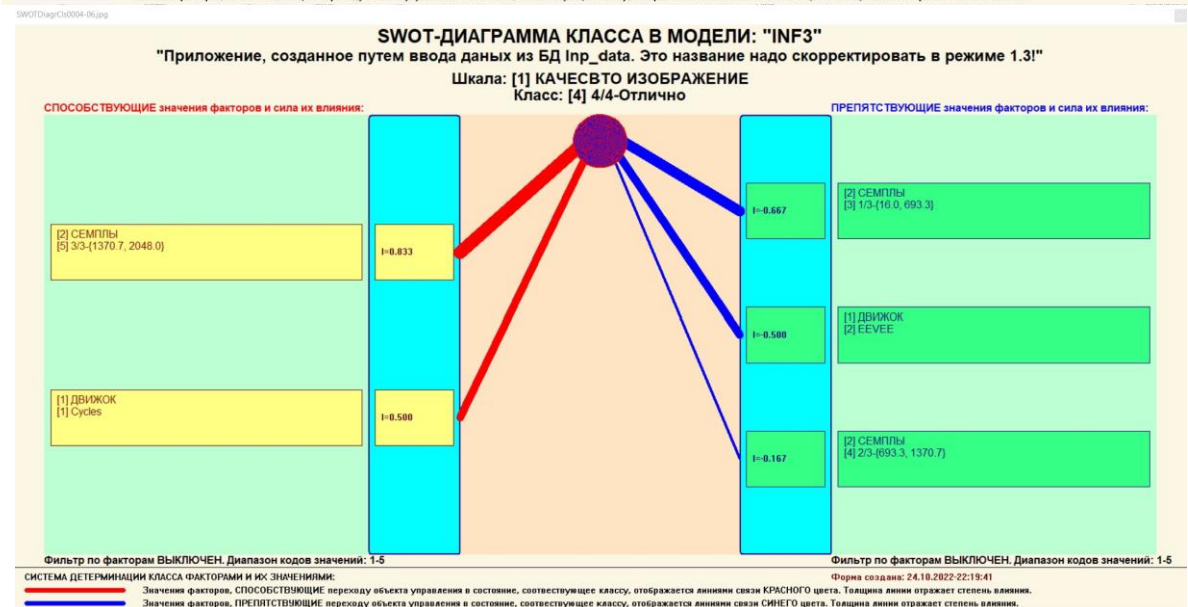 SWOTDiagrCls0004-06.jpg
SWOT-ДИАГРАММА КЛАССА В МОДЕЛИ: "INF3"
"Приложение, созданное путем ввода даных из БД Inp_data. Это название надо скорректировать в режиме 1.3!"
Шкала: [1] КАЧЕСВТО ИЗОБРАЖЕНИЕ
Класс: [4] 4/4-Отлично
СПОСОБСТВУЮЩИЕ значения факторов и сила их влияния:
ПРЕПЯТСТВУЮЩИЕ значения факторов и сила их влияния:
[2] СЕМПЛЫ
[5] 3/3-{1370.7, 2048.0}
I=0.833
[1] ДВИЖОК
[1] Cycles
I=0.500
I=-0.667
[2] СЕМПЛЫ
[3] 1/3-{16.0, 693.3}
I=-0.500
[1] ДВИЖОК
[2] EEVEE
I=-0.167
[2] СЕМПЛЫ
[4] 2/3-{693.3, 1370.7}
Фильтр по факторам ВЫКЛЮЧЕН. Диапазон кодов значений: 1-5
Фильтр по факторам ВЫКЛЮЧЕН. Диапазон кодов значений: 1-5
СИСТЕМА ДЕТЕРМИНАЦИИ КЛАССА ФАКТОРАМИ И ИХ ЗНАЧЕНИЯМИ:
Форма создана: 24.10.2022-22:19:41
Значения факторов, СПОСОБСТВУЮЩИЕ переходу объекта управления в состояние, соответсвующее классу, отображается линиями связи КРАСНОГО цвета. Толщина линии отражает степень влияния.
Значения факторов, ПРЕПЯТСТВУЮЩИЕ переходу объекта управления в состояние, соотвествующее классу, отображается линиями связи СИНЕГО цвета. Толщина линии отражает степень влияния.